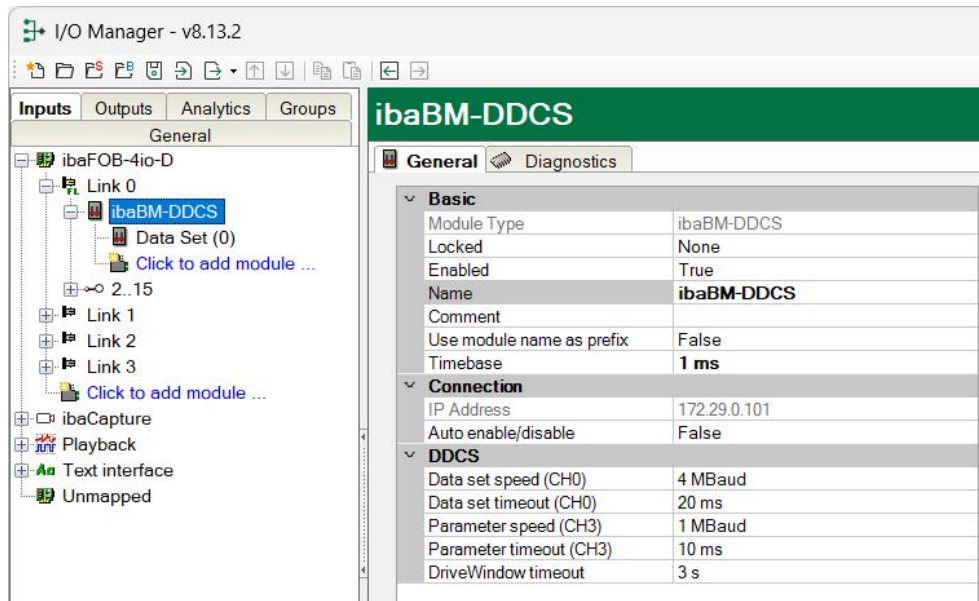 I/O Manager - v8.13.2
Inputs Outputs Analytics Groups
General
ibaFOB-4io-D
FL Link 0
ibaBM-DDCS
Data Set (0)
Click to add module ...
2..15
Link 1
Link 2
Link 3
Click to add module ...
ibaCapture
Playback
Text interface
Unmapped
ibaBM-DDCS
General Diagnostics
Basic
Module Type ibaBM-DDCS
Locked None
Enabled True
Name ibaBM-DDCS
Comment
Use module name as prefix False
Timebase 1 ms
Connection
IP Address 172.29.0.101
Auto enable/disable False
DDCS
Data set speed (CH0) 4 MBaud
Data set timeout (CH0) 20 ms
Parameter speed (CH3) 1 MBaud
Parameter timeout (CH3) 10 ms
DriveWindow timeout 3 s